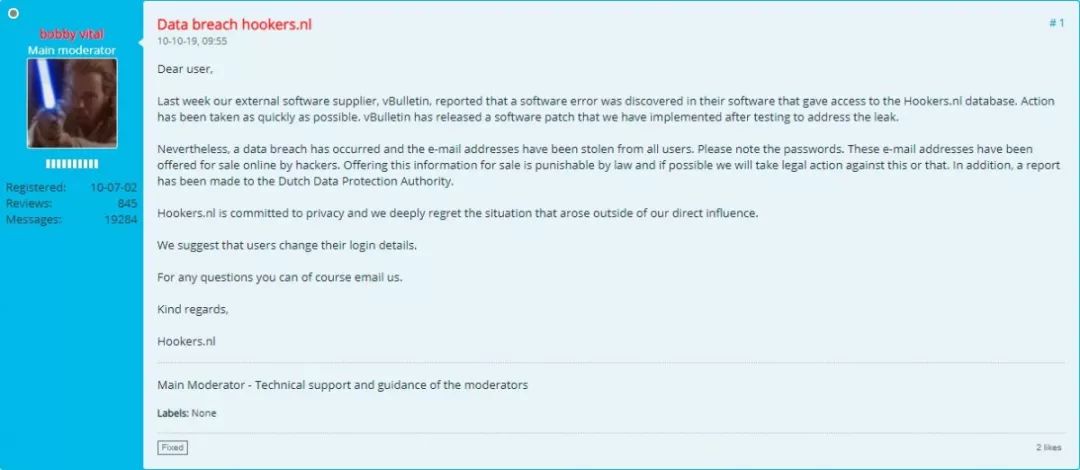 bobby vital
Main moderator
Registered: 10-07-02
Reviews: 845
Messages: 19284
Data breach hookers.nl
# 1
10-10-19, 09:55
Dear user,
Last week our external software supplier, vBulletin, reported that a software error was discovered in their software that gave access to the Hookers.nl database. Action
has been taken as quickly as possible. vBulletin has released a software patch that we have implemented after testing to address the leak.
Nevertheless, a data breach has occurred and the e-mail addresses have been stolen from all users. Please note the passwords. These e-mail addresses have been
offered for sale online by hackers. Offering this information for sale is punishable by law and if possible we will take legal action against this or that. In addition, a report
has been made to the Dutch Data Protection Authority.
Hookers.nl is committed to privacy and we deeply regret the situation that arose outside of our direct influence.
We suggest that users change their login details.
For any questions you can of course email us.
Kind regards,
Hookers.nl
Main Moderator - Technical support and guidance of the moderators
Labels: None
Fixed
2 likes